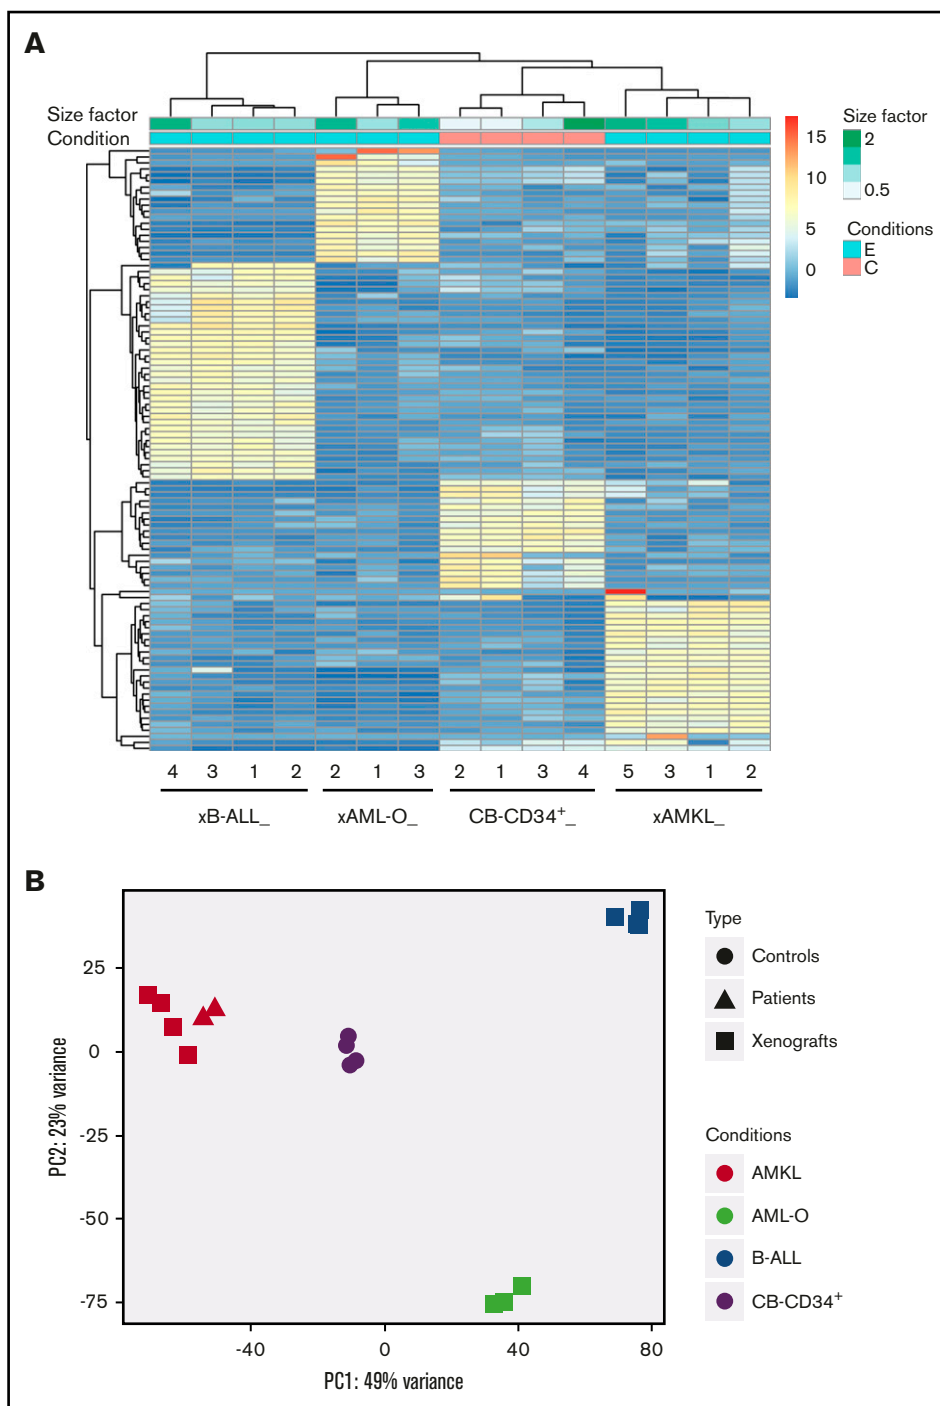 A
Size factor
Condition
15
10
5
0
Size factor
2
0.5
Conditions
E
C
4 3 1 2 2 1 3 2 1 3 4 5 3 1 2
xB-ALL_ xAML-O_ CB-CD34+_ xAMKL_
B
25
0
-25
-50
-75
PC2: 23% variance
-40 0 40 80
PC1: 49% variance
Type
Controls
Patients
Xenografts
Conditions
AMKL
AML-O
B-ALL
CB-CD34+